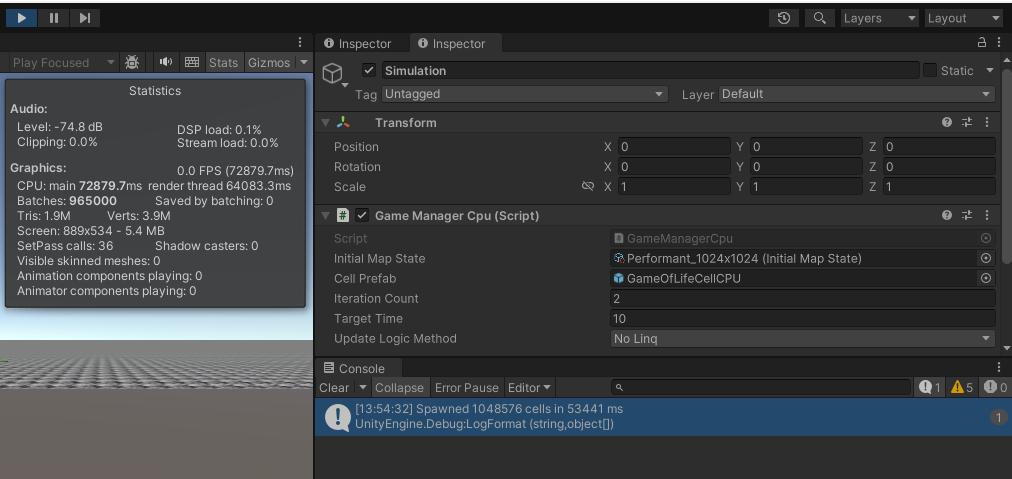 Layers
Layout
Play Focused
Stats
Gizmos
Statistics
Audio:
Level: -74.8 dB
DSP load: 0.1%
Clipping: 0.0%
Stream load: 0.0%
Graphics:
0.0 FPS (72879.7ms)
CPU: main 72879.7ms render thread 64083.3ms
Batches: 965000 Saved by batching: 0
Tris: 1.9M Verts: 3.9M
Screen: 889x534 - 5.4 MB
SetPass calls: 36 Shadow casters: 0
Visible skinned meshes: 0
Animation components playing: 0
Animator components playing: 0
Inspector
Inspector
Simulation
Static
Tag Untagged
Layer Default
Transform
Position X 0 Y 0 Z 0
Rotation X 0 Y 0 Z 0
Scale X 1 Y 1 Z 1
# Game Manager Cpu (Script)
Script GameManagerCpu
Initial Map State Performant_1024x1024 (Initial Map State)
Cell Prefab GameOfLifeCellCPU
Iteration Count 2
Target Time 10
Update Logic Method No Linq
Console
Clear Collapse Error Pause Editor 1 5 0
[13:54:32] Spawned 1048576 cells in 53441 ms
UnityEngine.Debug:LogFormat (string,object[])
1